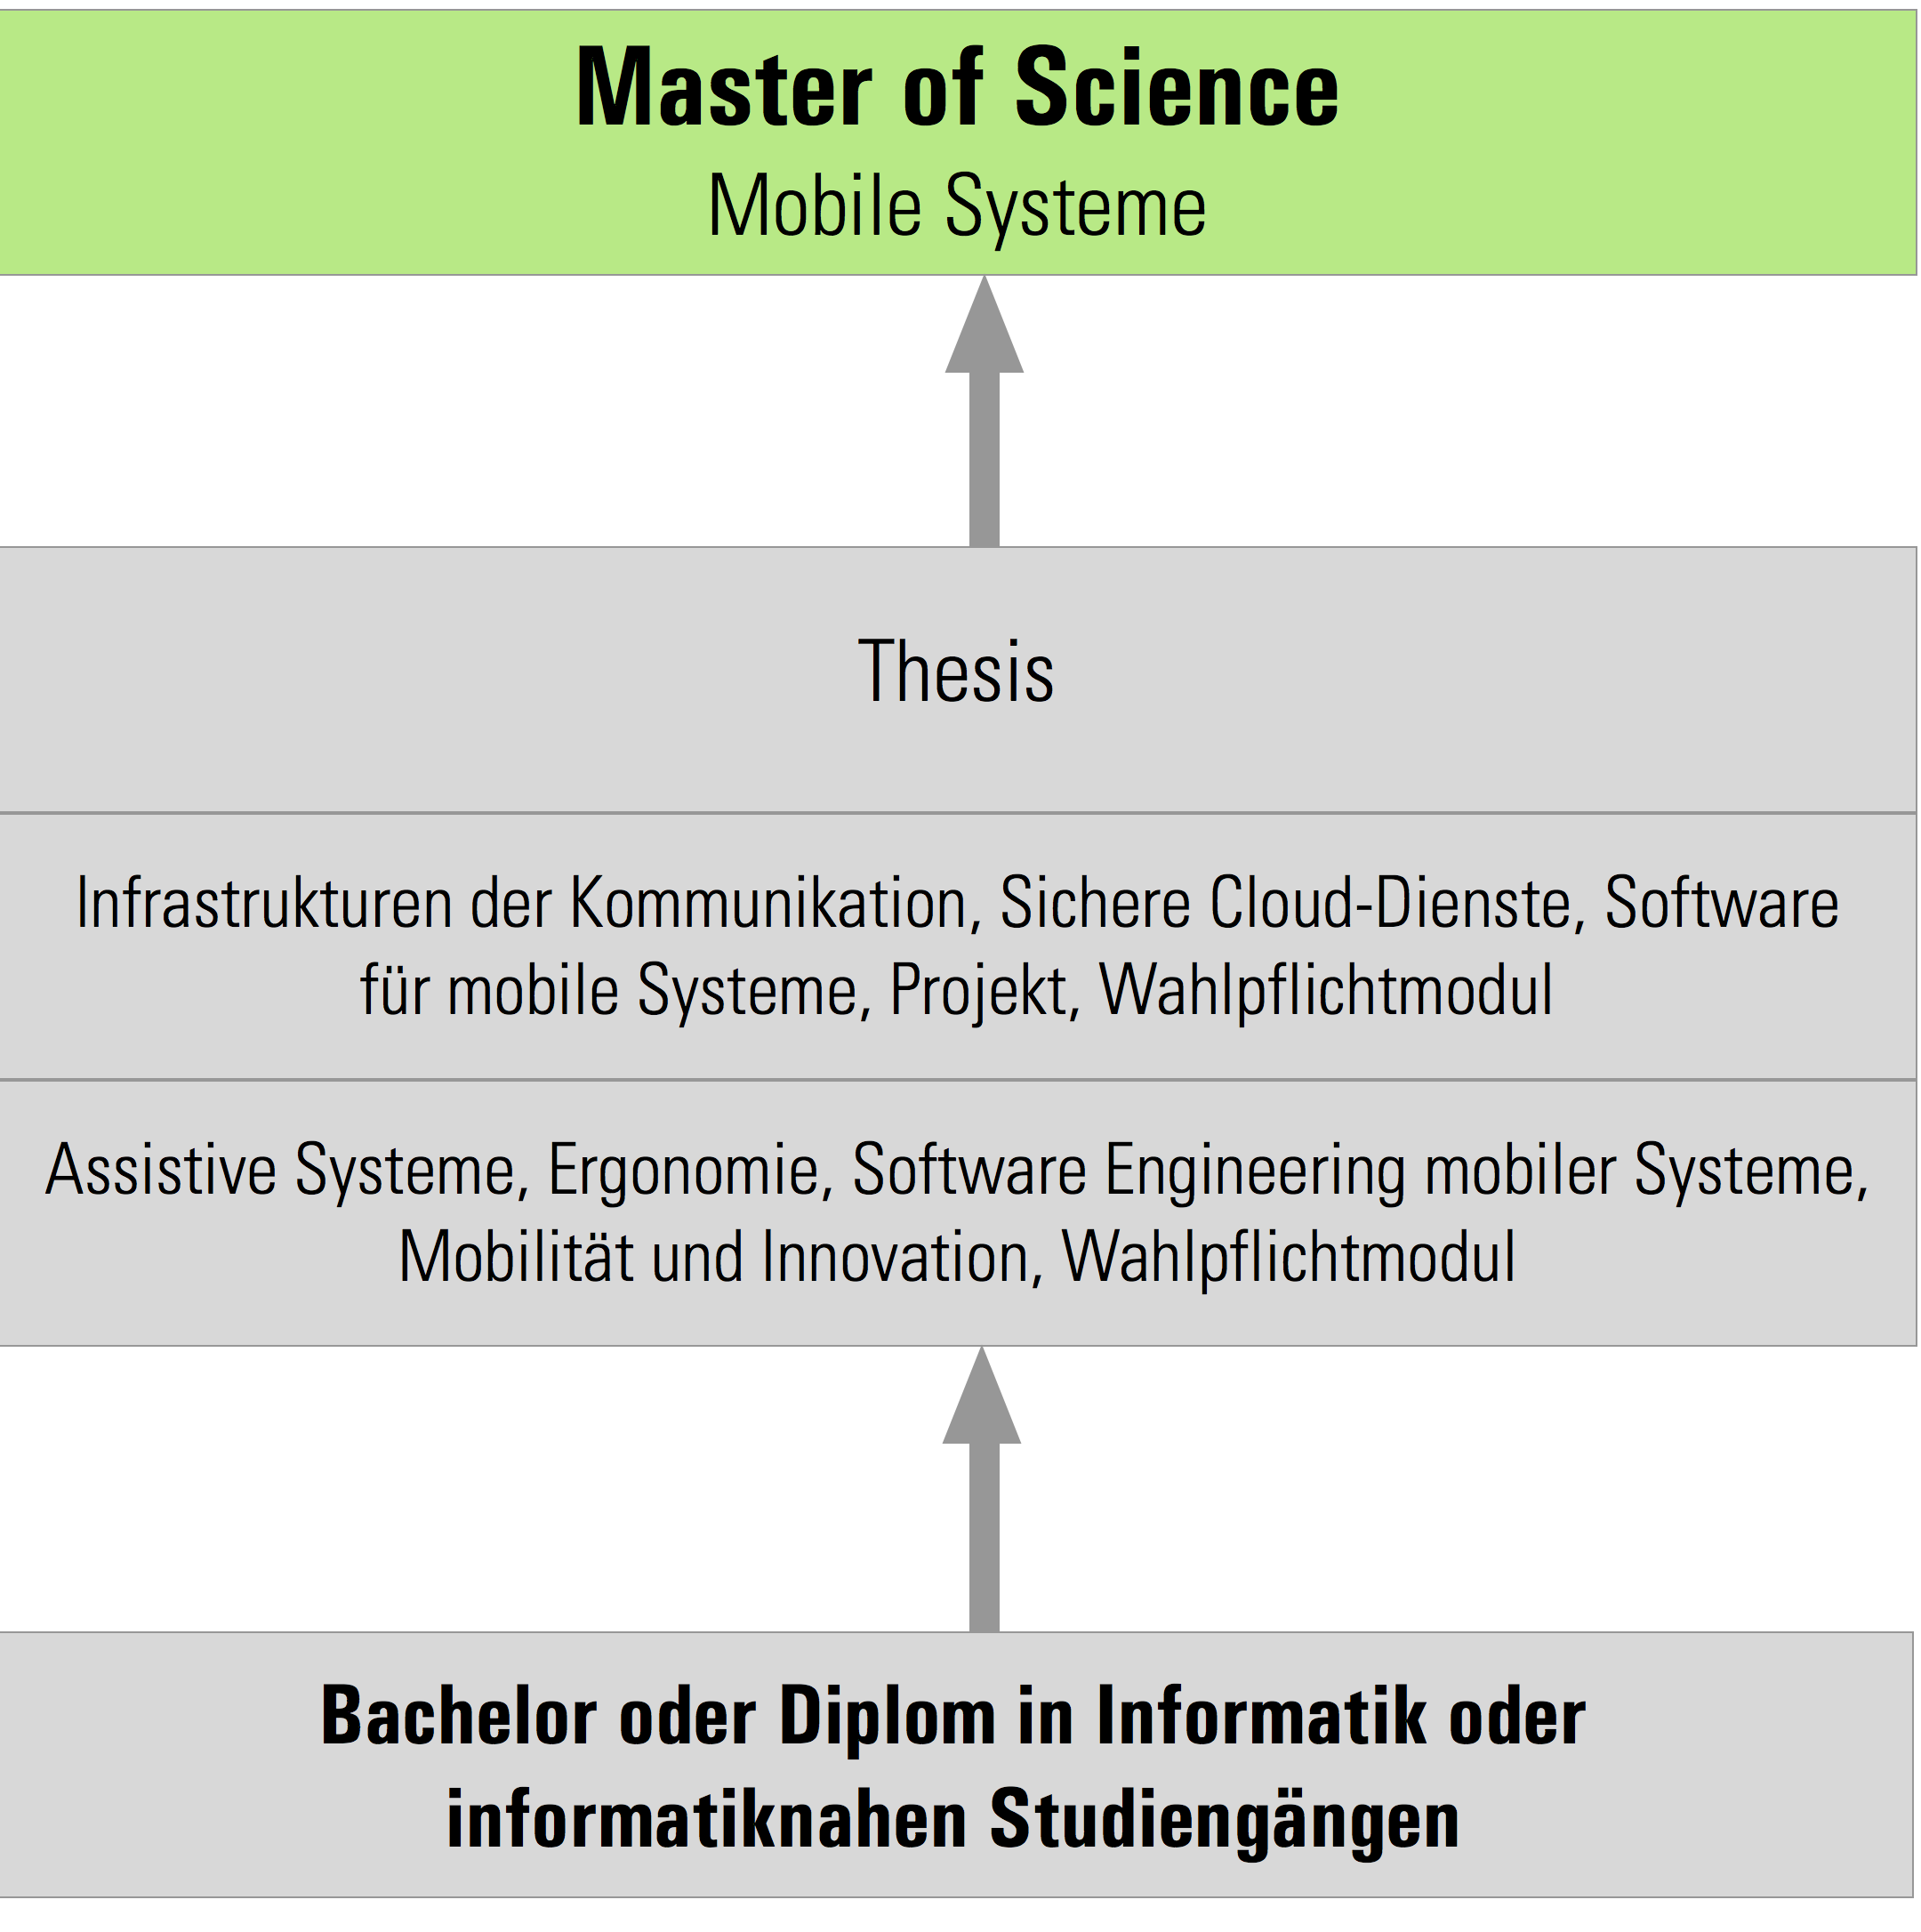 Master of Science
Mobile Systeme
Thesis
Infrastrukturen der Kommunikation, Sichere Cloud-Dienste, Software
für mobile Systeme, Projekt, Wahlpflichtmodul
Assistive Systeme, Ergonomie, Software Engineering mobiler Systeme,
Mobilität und Innovation, Wahlpflichtmodul
Bachelor oder Diplom in Informatik oder
informatiknahen Studiengängen